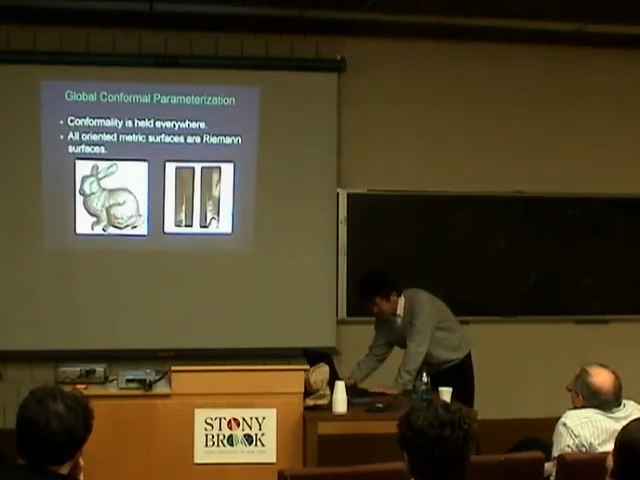 Global Conformal Parameterization
• Conformality is held everywhere.
• All oriented metric surfaces are Riemann
surfaces.
STONY
BROOK